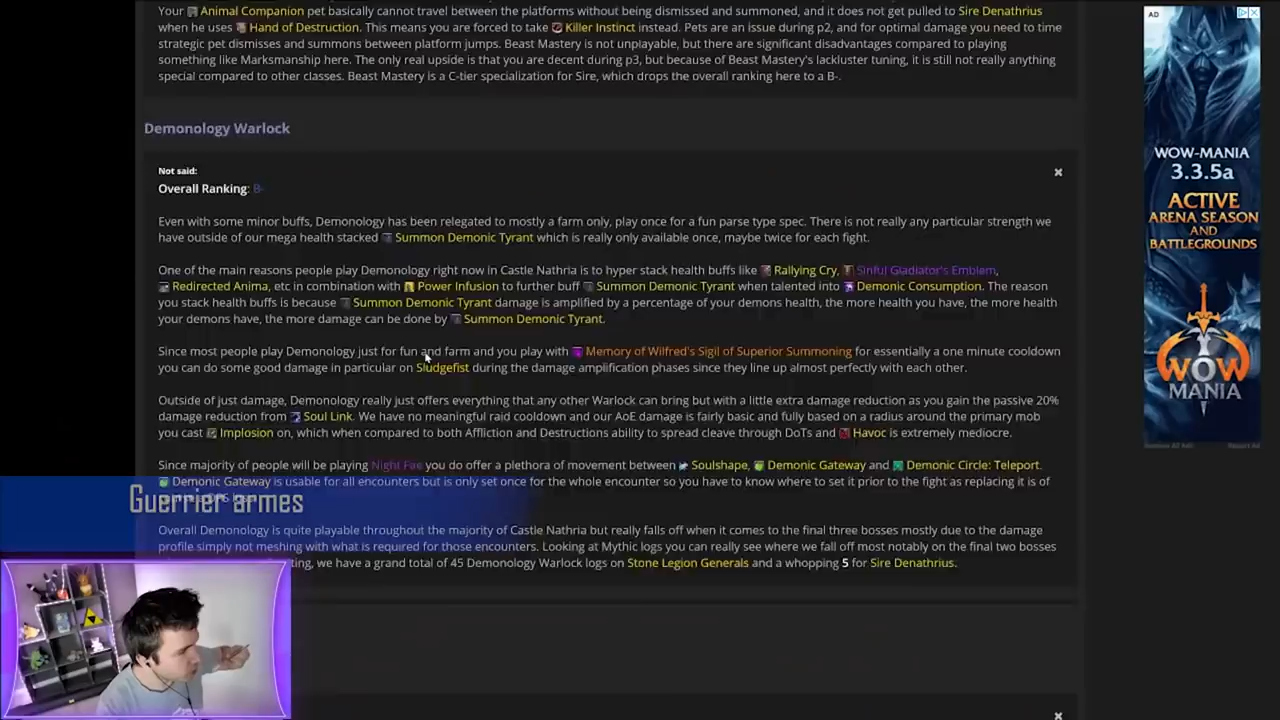 Your Animal Companion pet basically cannot travel between the platforms without being dismissed and summoned, and it does not get pulled to Sire Denathrius
when he uses Hand of Destruction. This means you are forced to take Killer Instinct instead. Pets are an issue during p2, and for optimal damage you need to time
strategic pet dismisses and summons between platform jumps. Beast Mastery is not unplayable, but there are significant disadvantages compared to playing
something like Marksmanship here. The only real upside is that you are decent during p3, but because of Beast Mastery's lackluster tuning, it is still not really anything
special compared to other classes. Beast Mastery is a C-tier specialization for Sire, which drops the overall ranking here to a B-.
Demonology Warlock
Not said:
Overall Ranking: B-
Even with some minor buffs, Demonology has been relegated to mostly a farm only, play once for a fun parse type spec. There is not really any particular strength we
have outside of our mega health stacked Summon Demonic Tyrant which is really only available once, maybe twice for each fight.
One of the main reasons people play Demonology right now in Castle Nathria is to hyper stack health buffs like Rallying Cry, Sinful Gladiator's Emblem,
Redirected Anima, etc in combination with Power Infusion to further buff Summon Demonic Tyrant when talented into Demonic Consumption. The reason
you stack health buffs is because Summon Demonic Tyrant damage is amplified by a percentage of your demons health, the more health you have, the more health
your demons have, the more damage can be done by Summon Demonic Tyrant.
Since most people play Demonology just for fun and farm and you play with Memory of Wilfred's Sigil of Superior Summoning for essentially a one minute cooldown
you can do some good damage in particular on Sludgefist during the damage amplification phases since they line up almost perfectly with each other.
Outside of just damage, Demonology really just offers everything that any other Warlock can bring but with a little extra damage reduction as you gain the passive 20%
damage reduction from Soul Link. We have no meaningful raid cooldown and our AoE damage is fairly basic and fully based on a radius around the primary mob
you cast Implosion on, which when compared to both Affliction and Destructions ability to spread cleave through DoTs and Havoc is extremely mediocre.
Since majority of people will be playing Night Fae you do offer a plethora of movement between Soulshape, Demonic Gateway and Demonic Circle: Teleport.
Demonic Gateway is usable for all encounters but is only set once for the whole encounter so you have to know where to set it prior to the fight as replacing it is of
Guerrier armes
Overall Demonology is quite playable throughout the majority of Castle Nathria but really falls off when it comes to the final three bosses mostly due to the damage
profile simply not meshing with what is required for those encounters. Looking at Mythic logs you can really see where we fall off most notably on the final two bosses
ting, we have a grand total of 45 Demonology Warlock logs on Stone Legion Generals and a whopping 5 for Sire Denathrius.
AD
WOW-MANIA
3.3.5a
ACTIVE
ARENA SEASON
AND
BATTLEGROUNDS
WOW
MANIA